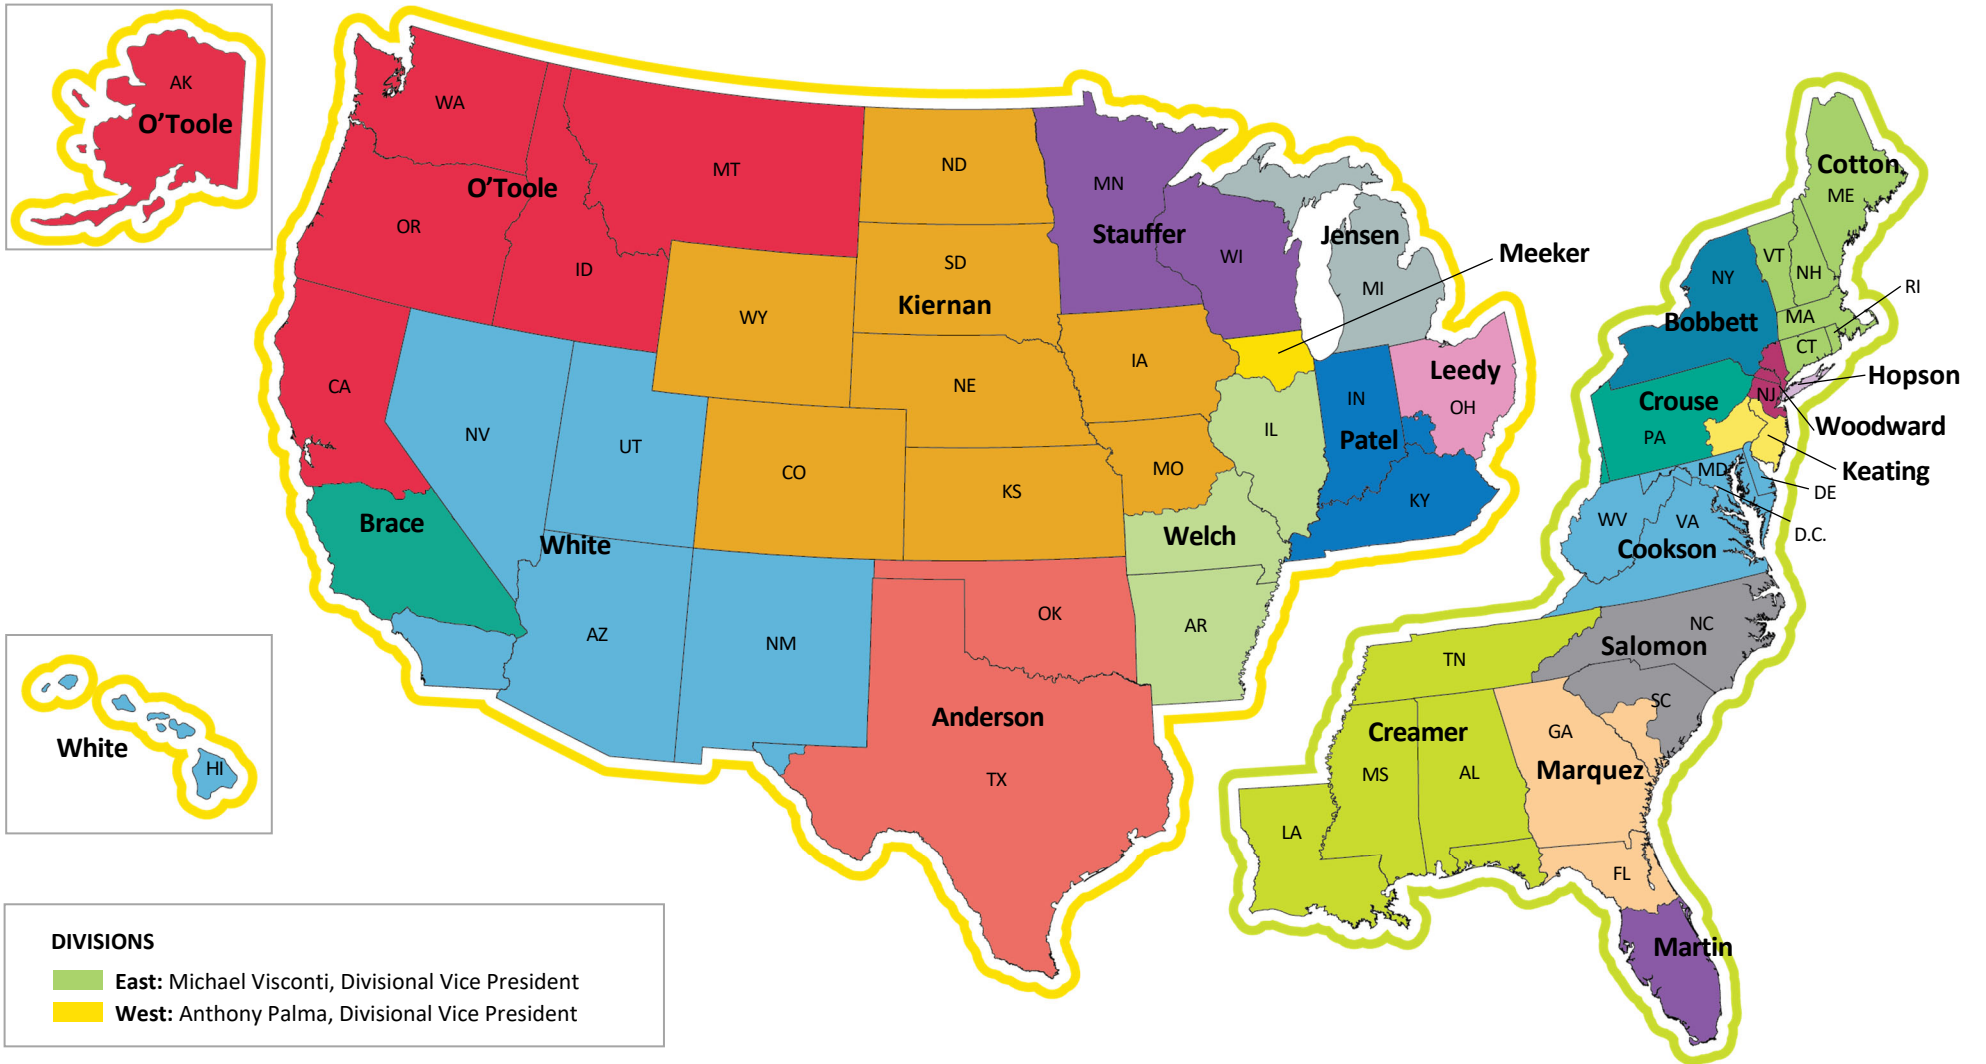 AK
O'Toole
WA
MT
ND
MN
O'Toole
OR
ID
SD
Stauffer
WI
Jensen
MI
Meeker
Cotton
ME
VT
NH
NY
RI
MA
CT
Bobbett
WY
Kiernan
NE
IA
CA
NV
UT
CO
KS
MO
IL
IN
Patel
Leedy
OH
KY
Hopson
Crouse
PA
NJ
Woodward
Keating
MD
DE
D.C.
WV
VA
Cookson
Brace
White
AZ
NM
OK
Welch
AR
NC
Salomon
SC
TN
Anderson
TX
Creamer
MS
AL
GA
Marquez
LA
FL
Martin
White
HI
DIVISIONS
East: Michael Visconti, Divisional Vice President
West: Anthony Palma, Divisional Vice President